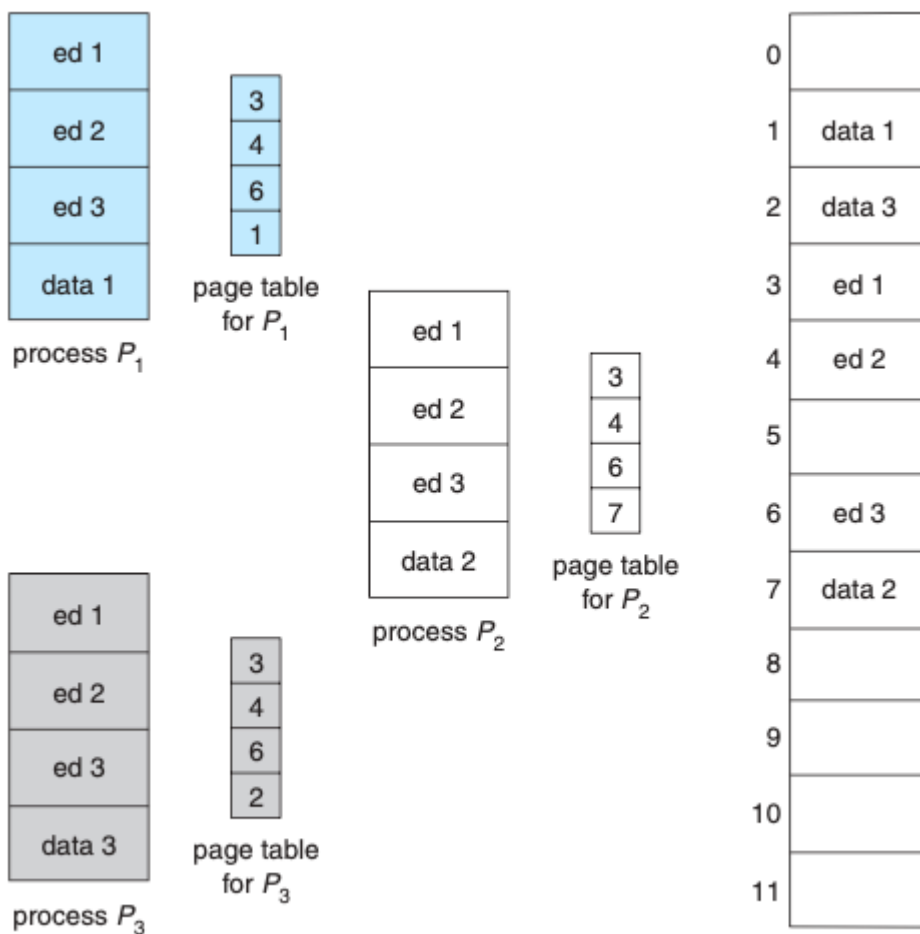 ed 1
ed 2
ed 3
data 1
process P1
3
4
6
1
page table
for P1
ed 1
ed 2
ed 3
data 2
process P2
3
4
6
7
page table
for P2
ed 1
ed 2
ed 3
data 3
process P3
3
4
6
2
page table
for P3
0
1 data 1
2 data 3
3 ed 1
4 ed 2
5
6 ed 3
7 data 2
8
9
10
11